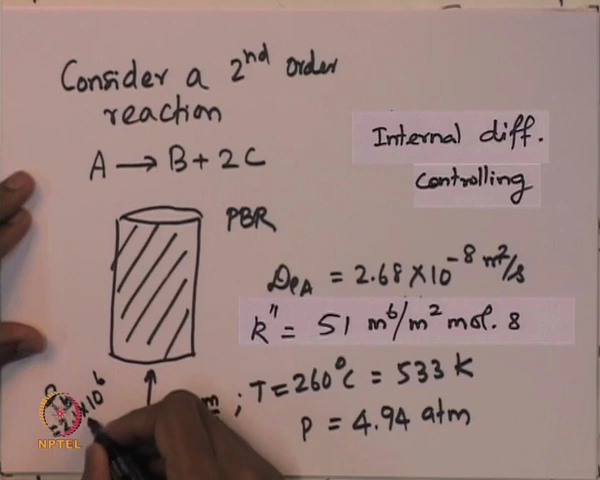 Consider a 2nd order
reaction
A → B + 2C
Internal diff.
Controlling
PBR
DeA = 2.68 × 10^-8 m²/s
k" = 51 m⁶/m² mol. s
m ; T = 260°C = 533 K
P = 4.94 atm
× 10⁶
NPTEL